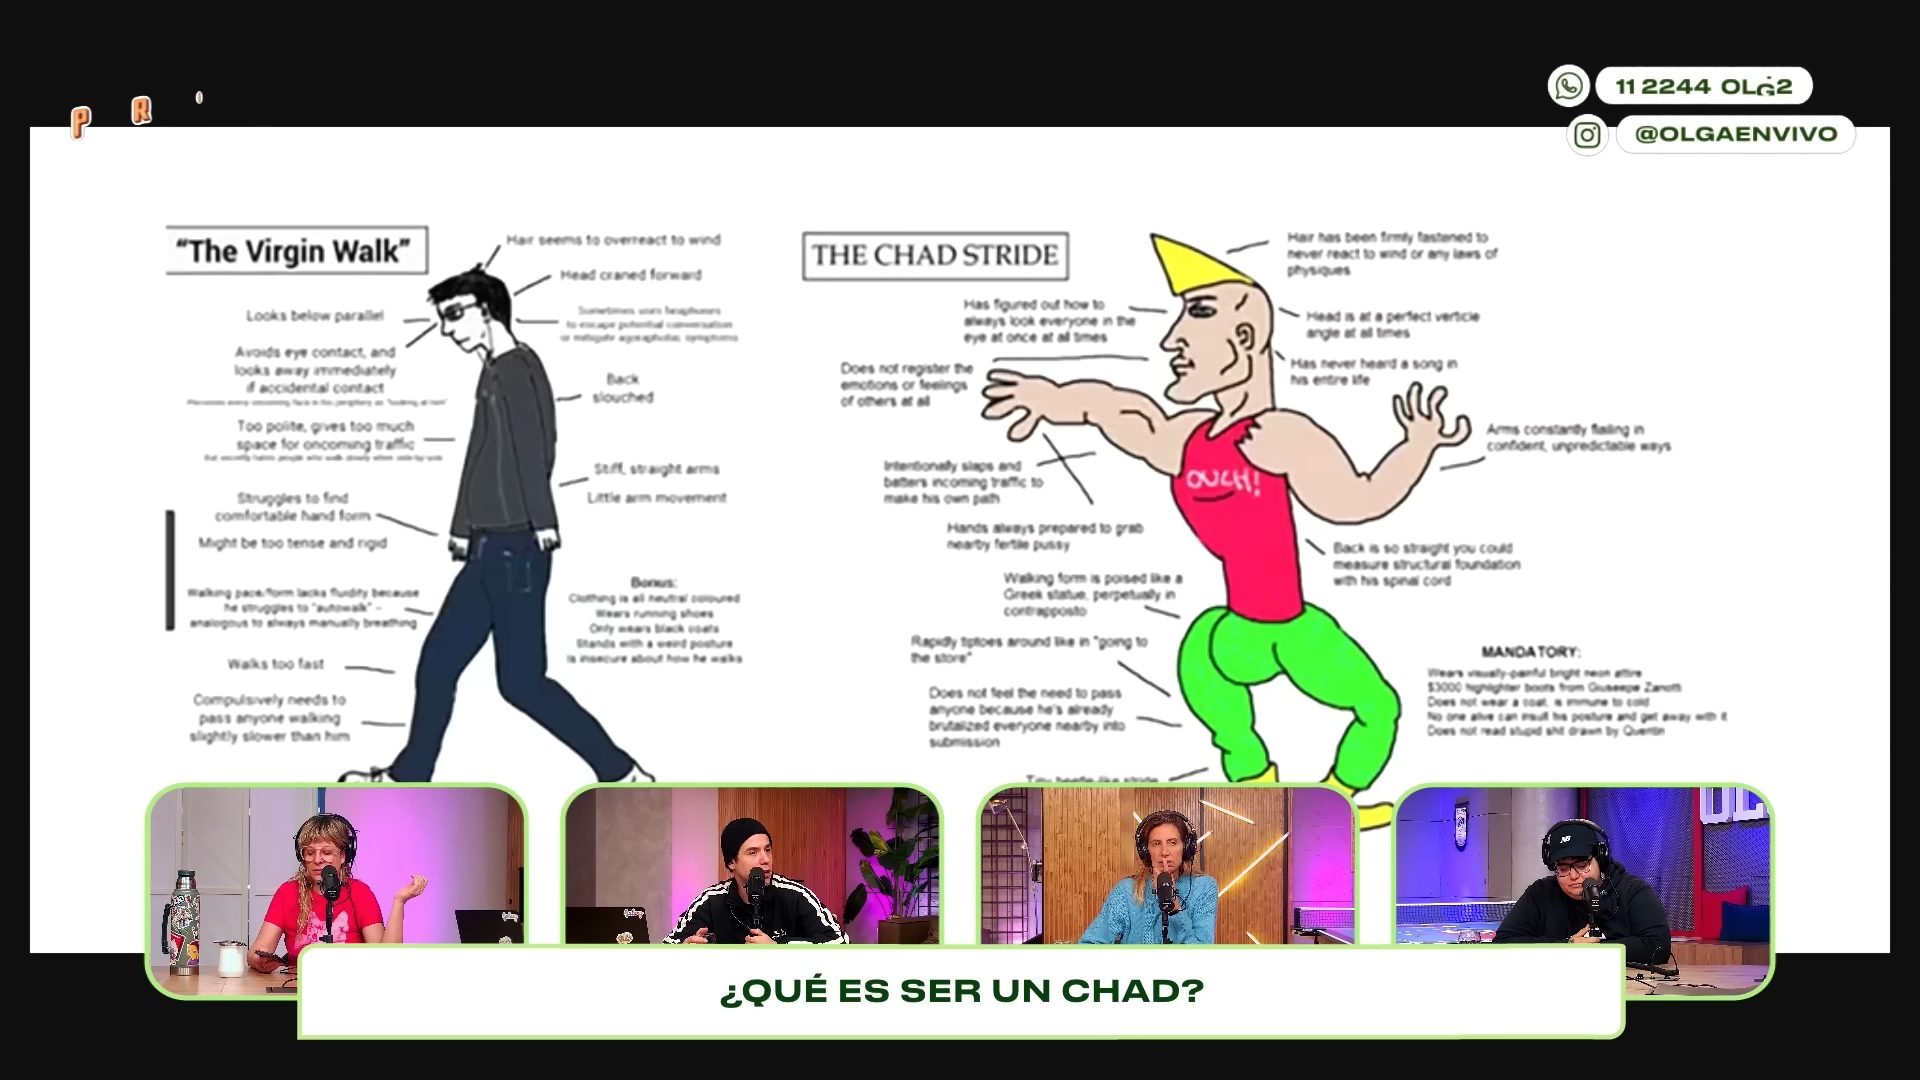 P R O
11 2244 OLG2
@OLGAENVIVO
"The Virgin Walk"
Hair seems to overreact to wind
Head craned forward
Looks below parallel
Sometimes uses headphones
to escape potential conversation
or mitigate agoraphobic symptoms
Avoids eye contact, and
looks away immediately
if accidental contact
Back
slouched
Too polite, gives too much
space for oncoming traffic
Stiff, straight arms
Little arm movement
Struggles to find
comfortable hand form
Might be too tense and rigid
Walking pace/form lacks fluidity because
he struggles to "autowalk" –
analogous to always manually breathing
Bonus:
Clothing is all neutral coloured
Wears running shoes
Only wears black coats
Stands with a weird posture
Is insecure about how he walks
Walks too fast
Compulsively needs to
pass anyone walking
slightly slower than him
THE CHAD STRIDE
Hair has been firmly fastened to
never react to wind or any laws of
physiques
Has figured out how to
always look everyone in the
eye at once at all times
Head is at a perfect verticle
angle at all times
Has never heard a song in
his entire life
Does not register the
emotions or feelings
of others at all
Arms constantly flailing in
confident, unpredictable ways
Intentionally slaps and
batters incoming traffic to
make his own path
OUCH!
Hands always prepared to grab
nearby fertile pussy
Back is so straight you could
measure structural foundation
with his spinal cord
Walking form is poised like a
Greek statue, perpetually in
contrapposto
Rapidly tiptoes around like in "going to
the store"
Does not feel the need to pass
anyone because he's already
brutalized everyone nearby into
submission
MANDATORY:
Wears visually-painful bright neon attire
$3000 highlighter boots from Giuseepe Zanotti
Does not wear a coat, is immune to cold
No one alive can insult his posture and get away with it
Does not read stupid shit drawn by Quentin
¿QUÉ ES SER UN CHAD?